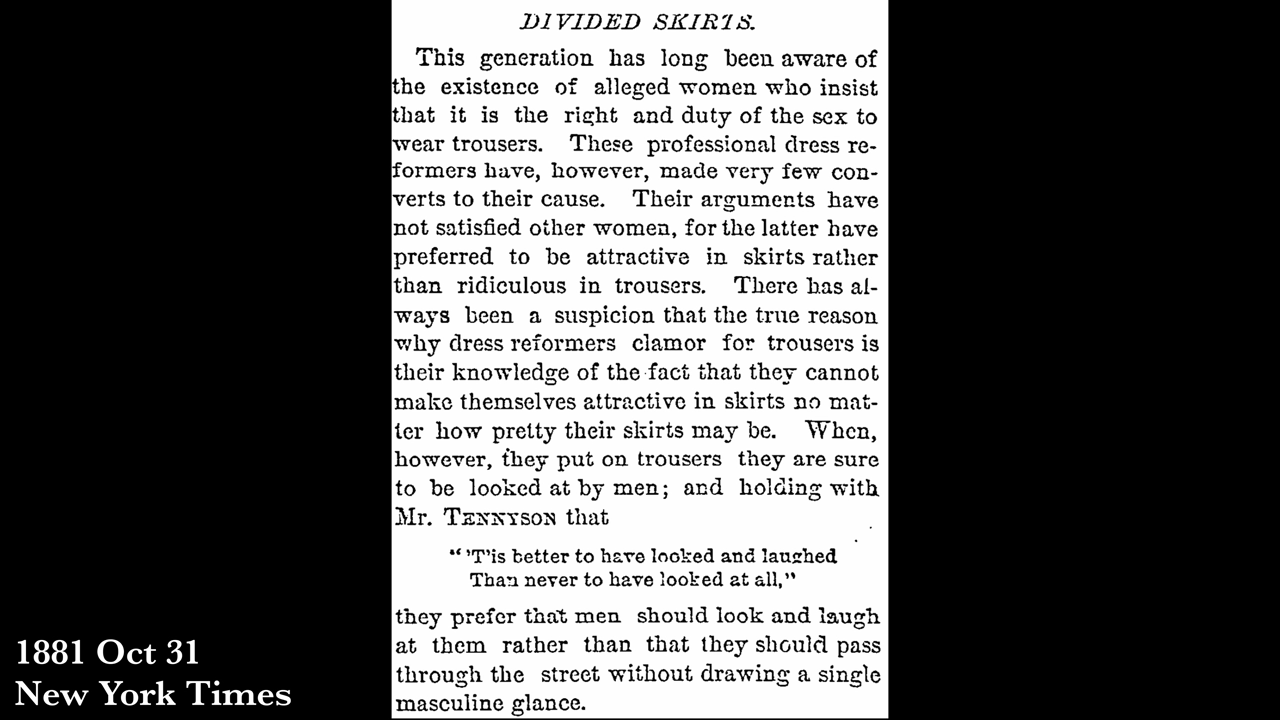 DIVIDED SKIRTS.
This generation has long been aware of
the existence of alleged women who insist
that it is the right and duty of the sex to
wear trousers. These professional dress re-
formers have, however, made very few con-
verts to their cause. Their arguments have
not satisfied other women, for the latter have
preferred to be attractive in skirts rather
than ridiculous in trousers. There has al-
ways been a suspicion that the true reason
why dress reformers clamor for trousers is
their knowledge of the fact that they cannot
make themselves attractive in skirts no mat-
ter how pretty their skirts may be. When,
however, they put on trousers they are sure
to be looked at by men; and holding with
Mr. TENNYSON that
"'T'is better to have looked and laughed
Than never to have looked at all,"
they prefer that men should look and laugh
at them rather than that they should pass
through the street without drawing a single
masculine glance.
1881 Oct 31
New York Times